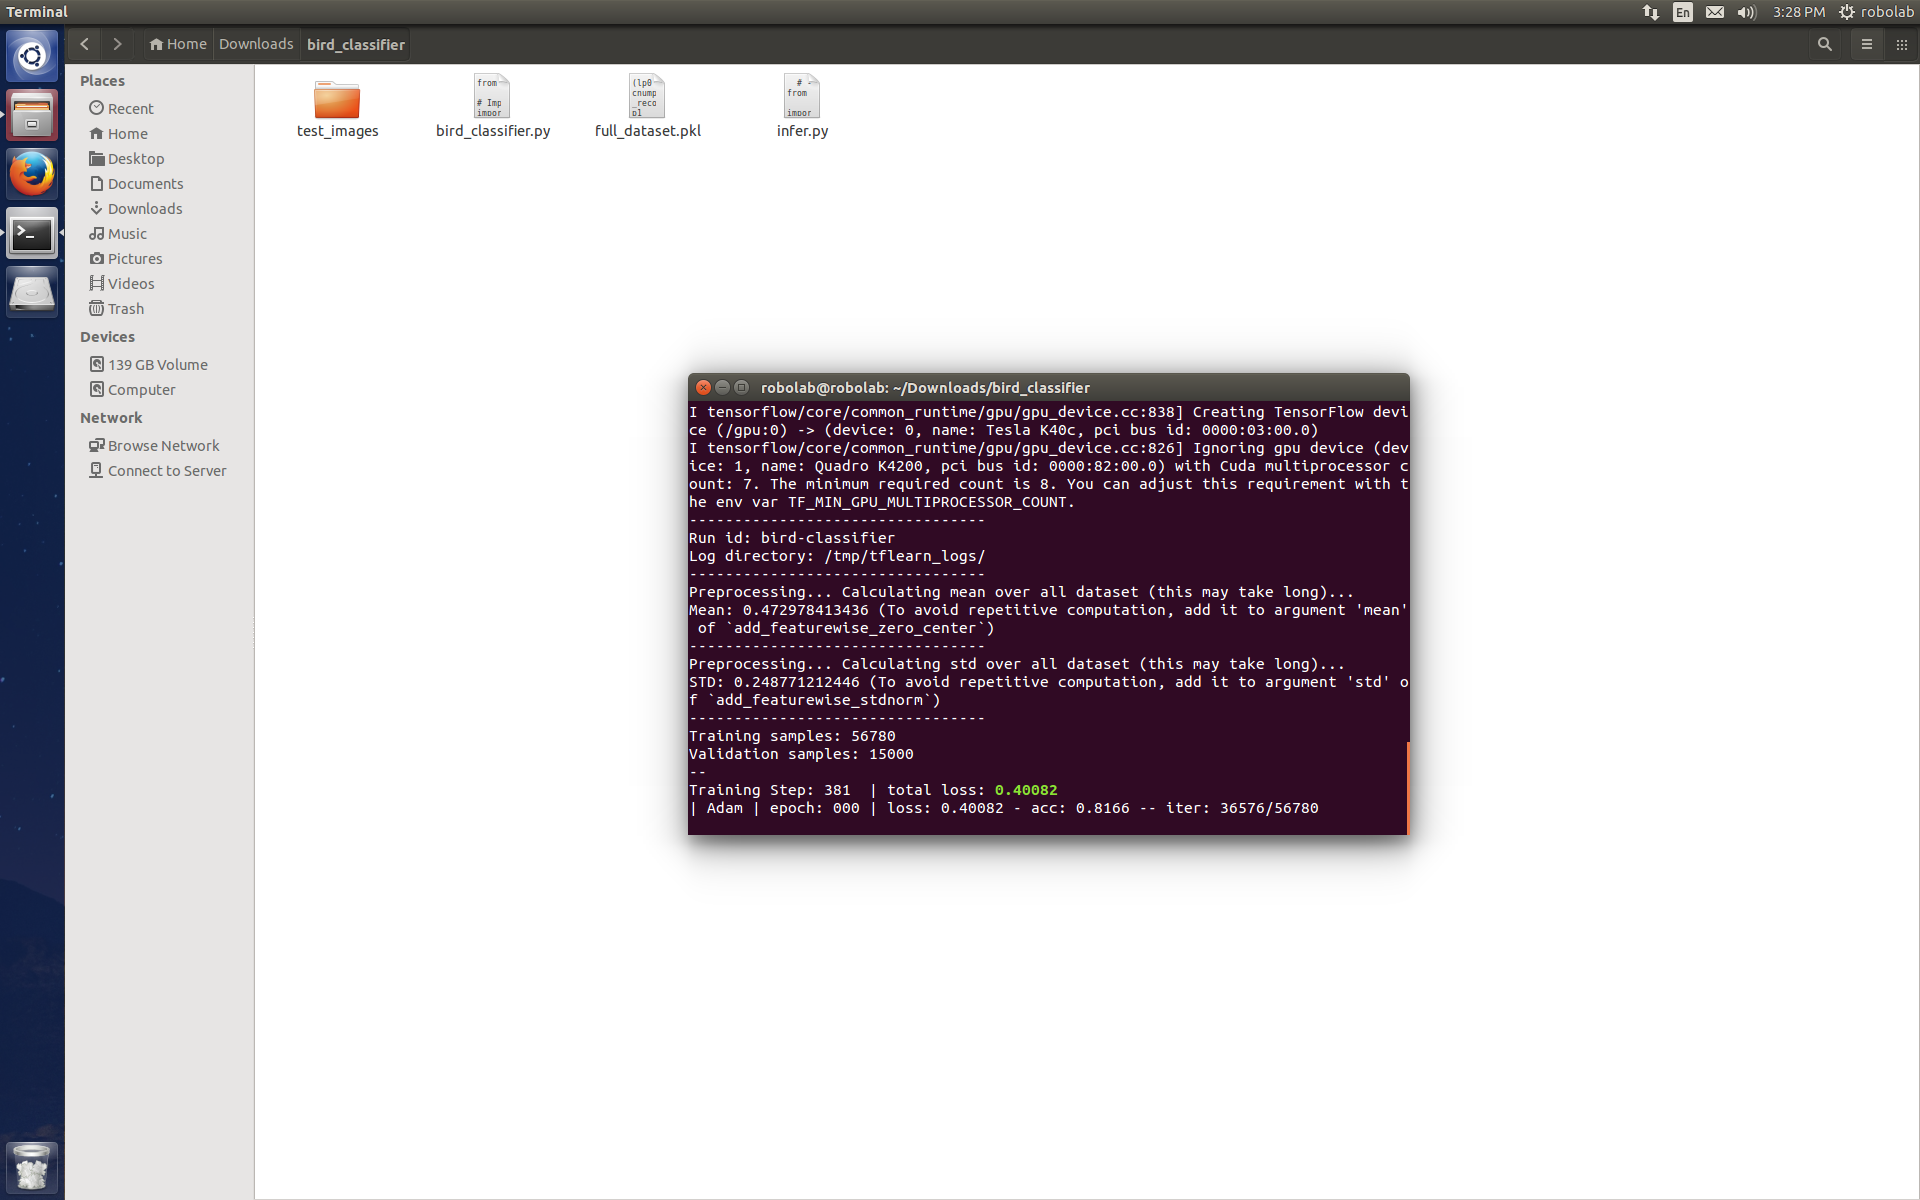 Terminal
En
3:28 PM
robolab
Home
Downloads
bird_classifier
Places
Recent
Home
Desktop
Documents
Downloads
Music
Pictures
Videos
Trash
Devices
139 GB Volume
Computer
Network
Browse Network
Connect to Server
from
# Imp
impor
(lp0
cnump
_reco
p1
# -
from
impor
test_images
bird_classifier.py
full_dataset.pkl
infer.py
robolab@robolab: ~/Downloads/bird_classifier
I tensorflow/core/common_runtime/gpu/gpu_device.cc:838] Creating TensorFlow devi
ce (/gpu:0) -> (device: 0, name: Tesla K40c, pci bus id: 0000:03:00.0)
I tensorflow/core/common_runtime/gpu/gpu_device.cc:826] Ignoring gpu device (dev
ice: 1, name: Quadro K4200, pci bus id: 0000:82:00.0) with Cuda multiprocessor c
ount: 7. The minimum required count is 8. You can adjust this requirement with t
he env var TF_MIN_GPU_MULTIPROCESSOR_COUNT.
---------------------------------
Run id: bird-classifier
Log directory: /tmp/tflearn_logs/
---------------------------------
Preprocessing... Calculating mean over all dataset (this may take long)...
Mean: 0.472978413436 (To avoid repetitive computation, add it to argument 'mean'
 of `add_featurewise_zero_center`)
---------------------------------
Preprocessing... Calculating std over all dataset (this may take long)...
STD: 0.248771212446 (To avoid repetitive computation, add it to argument 'std' o
f `add_featurewise_stdnorm`)
---------------------------------
Training samples: 56780
Validation samples: 15000
--
Training Step: 381  | total loss: 0.40082
| Adam | epoch: 000 | loss: 0.40082 - acc: 0.8166 -- iter: 36576/56780